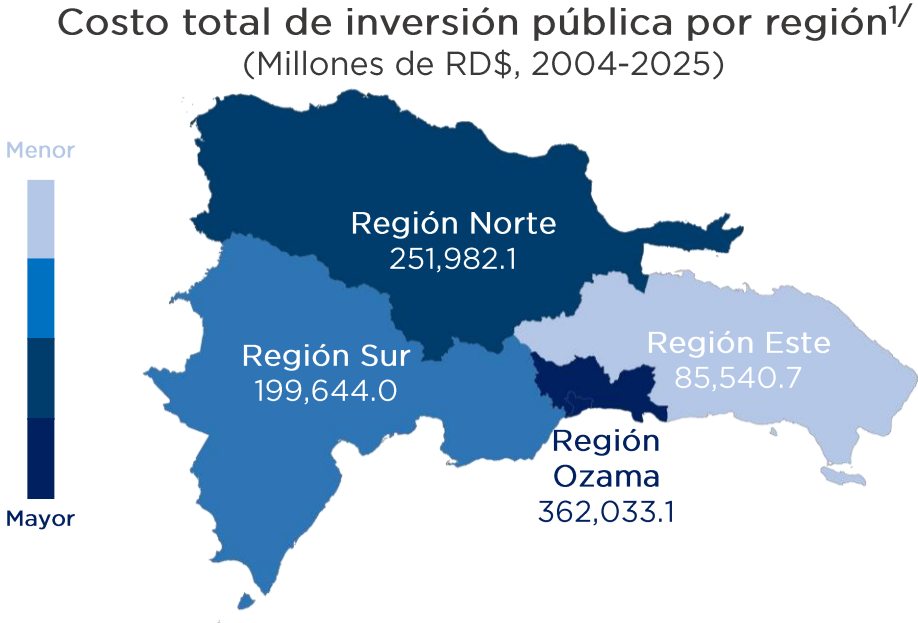 Costo total de inversión pública por región1/
(Millones de RD$, 2004-2025)
Menor
Región Norte
251,982.1
Región Este
85,540.7
Región Sur
199,644.0
Región
Ozama
362,033.1
Mayor